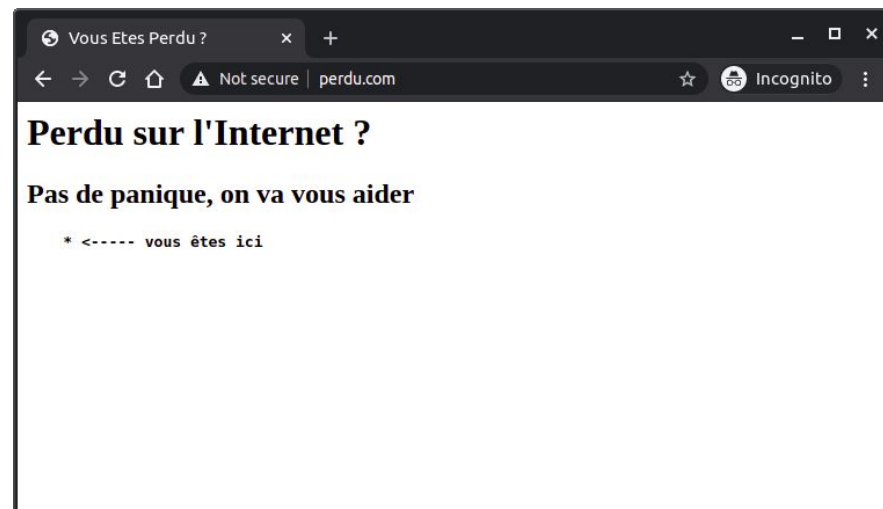 Vous Etes Perdu ?
Not secure | perdu.com
Incognito
Perdu sur l'Internet ?
Pas de panique, on va vous aider
* <----- vous êtes ici